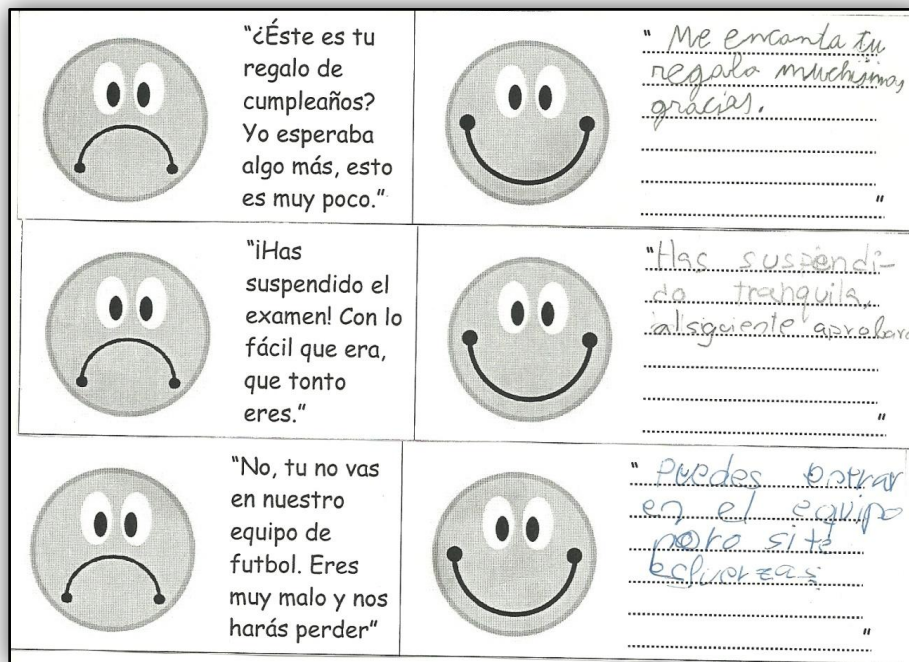 "¿Éste es tu
regalo de
cumpleaños?
Yo esperaba
algo más, esto
es muy poco."
" Me encanta tu
regalo muchisimas
gracias.
"
"¡Has
suspendido el
examen! Con lo
fácil que era,
que tonto
eres."
"Has suspendi-
do tranquila,
al siguiente
"
"No, tu no vas
en nuestro
equipo de
futbol. Eres
muy malo y nos
harás perder"
" Puedes entrar
en el equipo
pero si te
esfuerzas
"